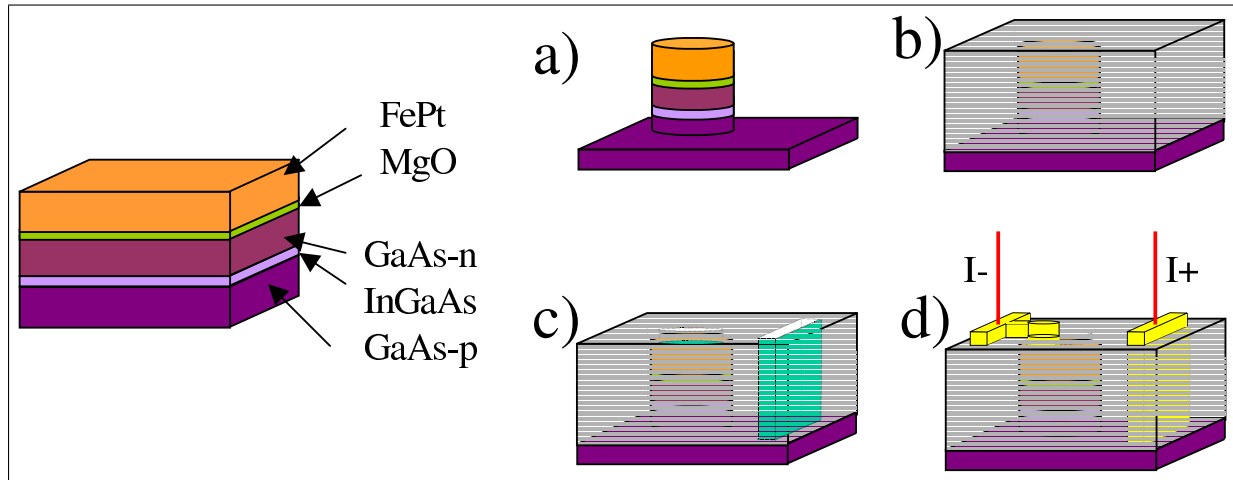 FePt
MgO
GaAs-n
InGaAs
GaAs-p
a)
b)
c)
d)
I-
I+